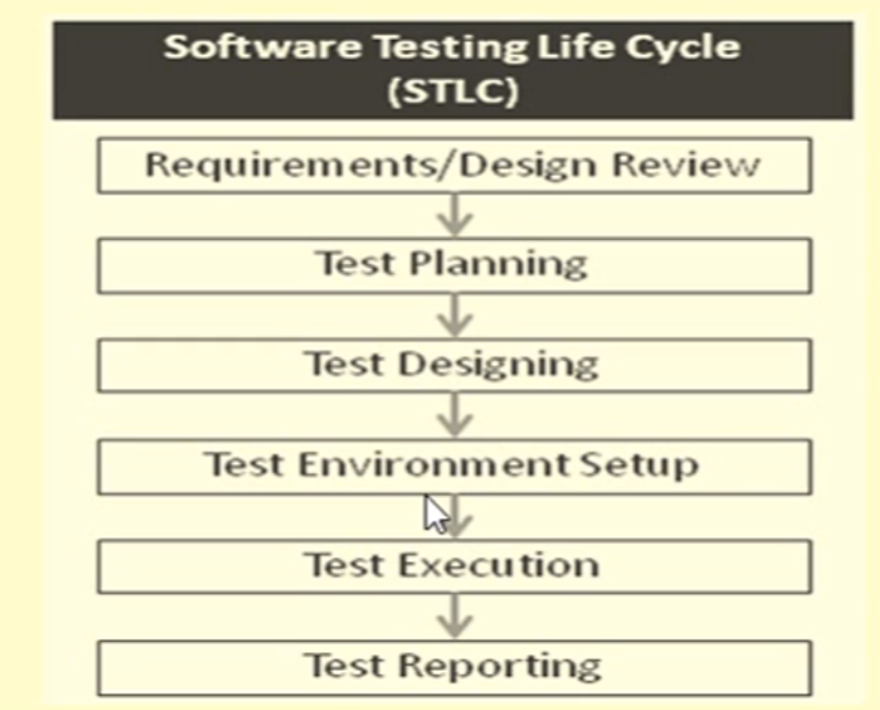 Software Testing Life Cycle
(STLC)
Requirements/Design Review
Test Planning
Test Designing
Test Environment Setup
Test Execution
Test Reporting